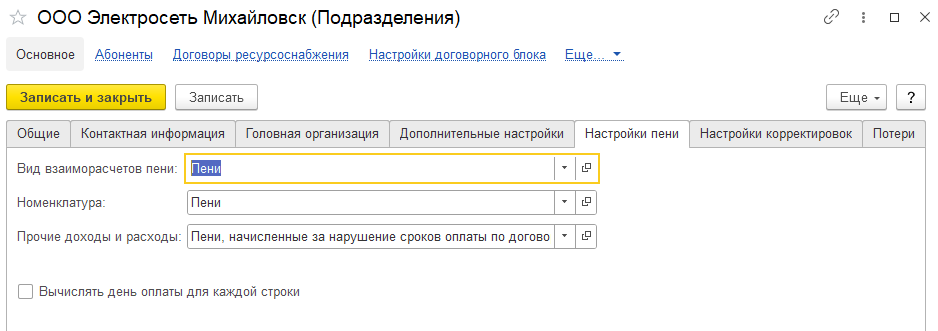 ООО Электросеть Михайловск (Подразделения)
Основное Абоненты Договоры ресурсоснабжения Настройки договорного блока Еще...
Записать и закрыть Записать Еще ?
Общие Контактная информация Головная организация Дополнительные настройки Настройки пени Настройки корректировок Потери
Вид взаиморасчетов пени: Пени
Номенклатура: Пени
Прочие доходы и расходы: Пени, начисленные за нарушение сроков оплаты по догово
Вычислять день оплаты для каждой строки